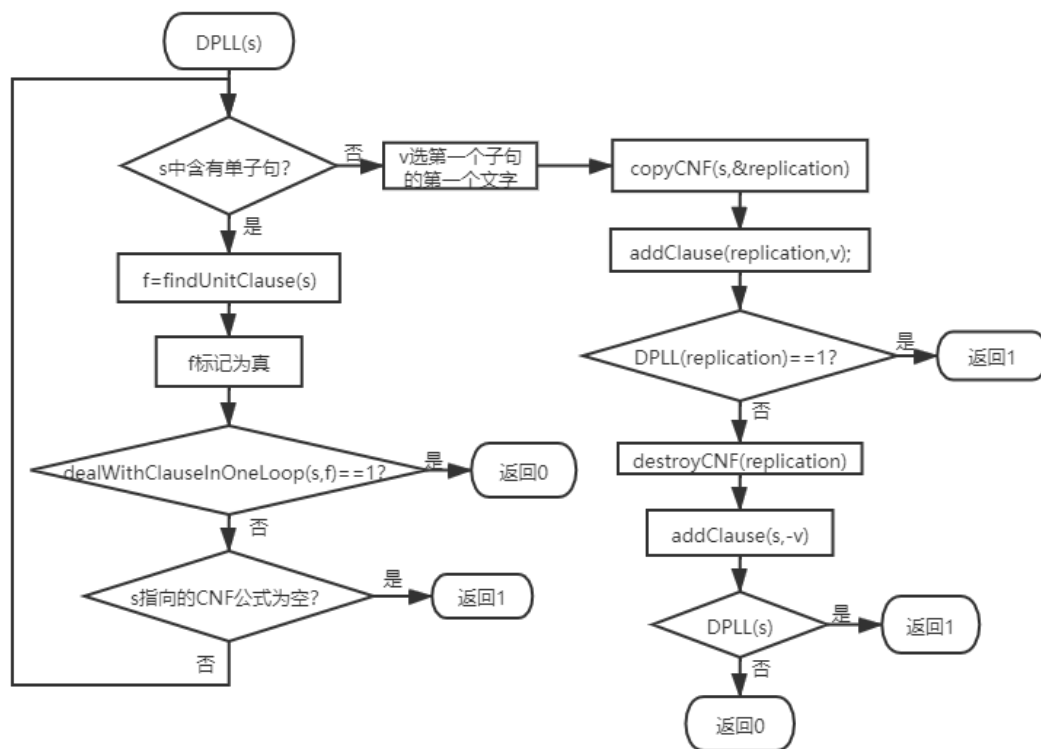 DPLL(s)
s中含有单子句?
否
v选第一个子句
的第一个文字
copyCNF(s,&replication)
是
addClause(replication,v);
f=findUnitClause(s)
f标记为真
DPLL(replication)==1?
是
返回1
否
dealWithClauseInOneLoop(s,f)==1?
是
返回0
destroyCNF(replication)
否
addClause(s,-v)
s指向的CNF公式为空?
是
返回1
否
DPLL(s)
是
返回1
否
返回0